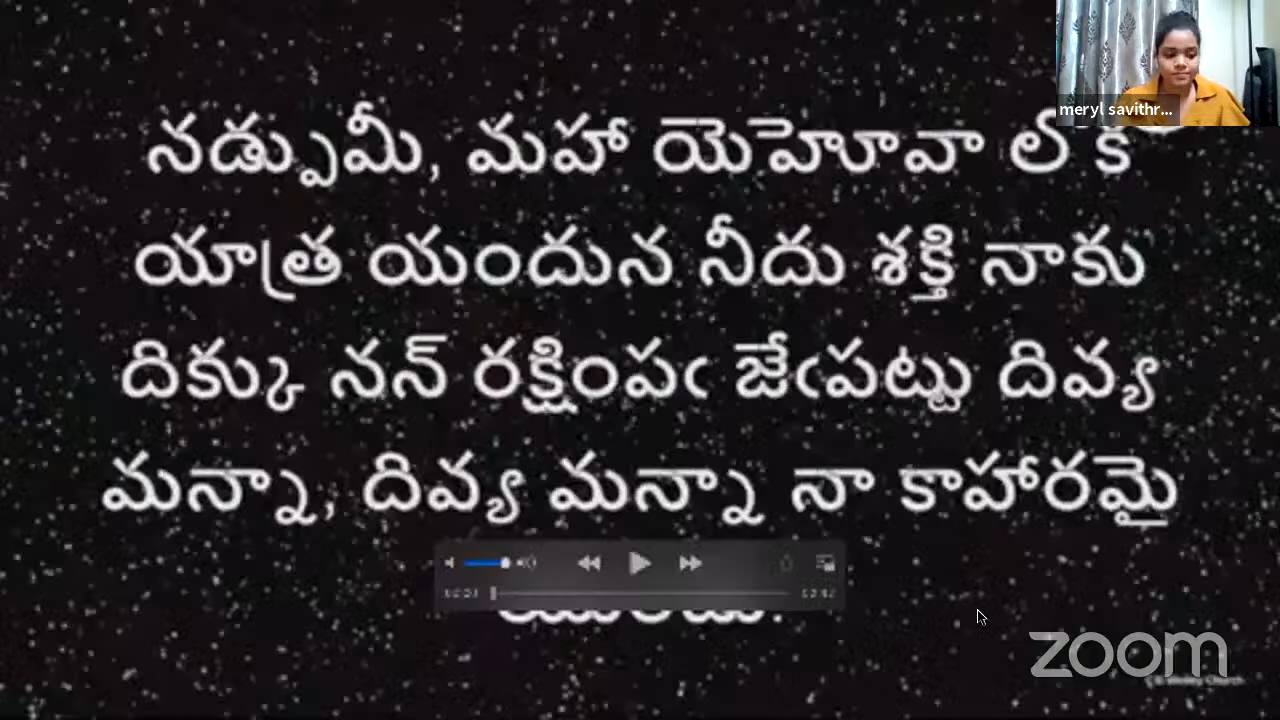 meryl savithr...
నడ్పుమీ, మహా యెహెూవా
యాత్ర యందున నీదు శక్తి నాకు
దిక్కు నన్ రక్షింపఁ జేఁపట్టు దివ్య
మన్నా, దివ్య మన్నా నా కాహారమై
zoom